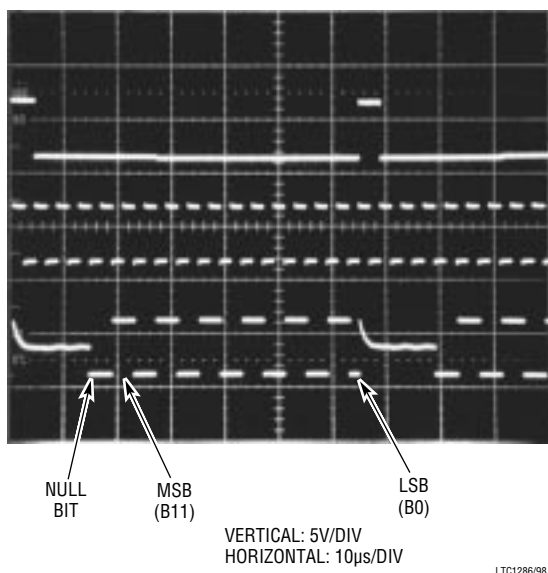 NULL
BIT
MSB
(B11)
LSB
(B0)
VERTICAL: 5V/DIV
HORIZONTAL: 10µs/DIV
LTC1286/98